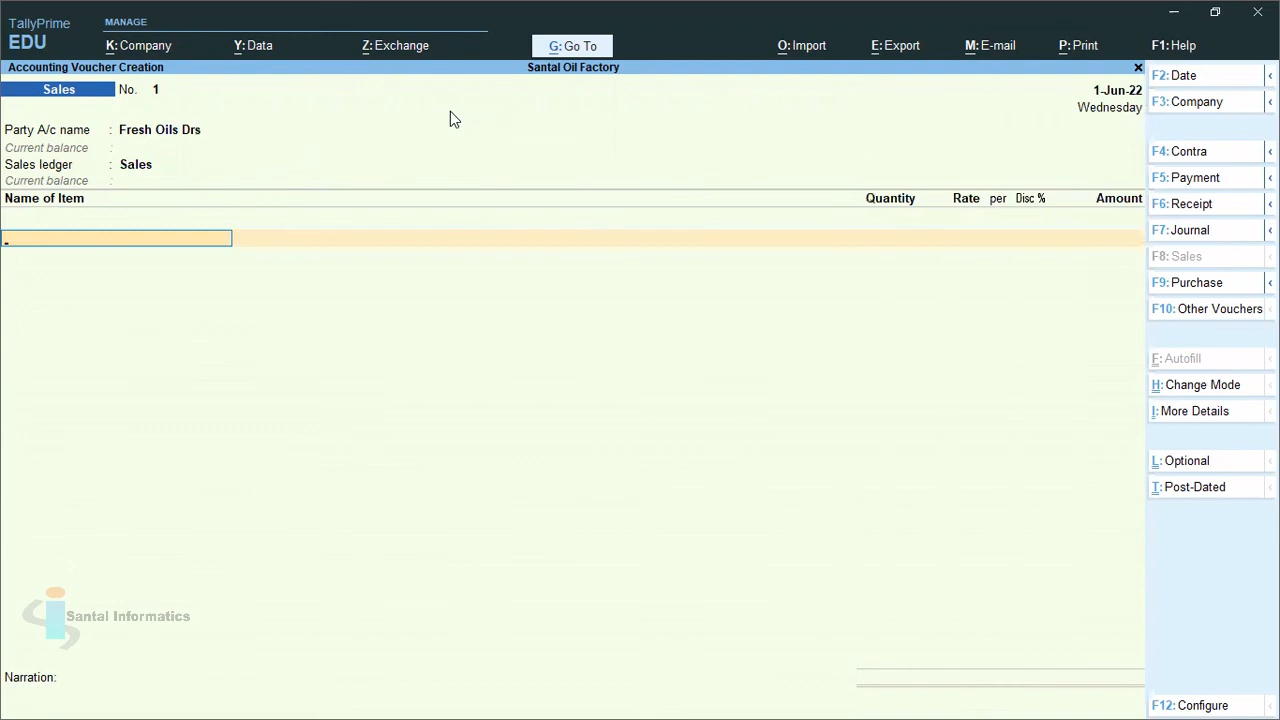 TallyPrime
EDU
MANAGE
K: Company
Y: Data
Z: Exchange
G: Go To
O: Import
E: Export
M: E-mail
P: Print
F1: Help
Accounting Voucher Creation
Santal Oil Factory
×
Sales No. 1
1-Jun-22
Wednesday
Party A/c name : Fresh Oils Drs
Current balance :
Sales ledger : Sales
Current balance :
Name of Item Quantity Rate per Disc % Amount
F2: Date
F3: Company
F4: Contra
F5: Payment
F6: Receipt
F7: Journal
F8: Sales
F9: Purchase
F10: Other Vouchers
F: Autofill
H: Change Mode
I: More Details
L: Optional
T: Post-Dated
Santal Informatics
Narration:
F12: Configure